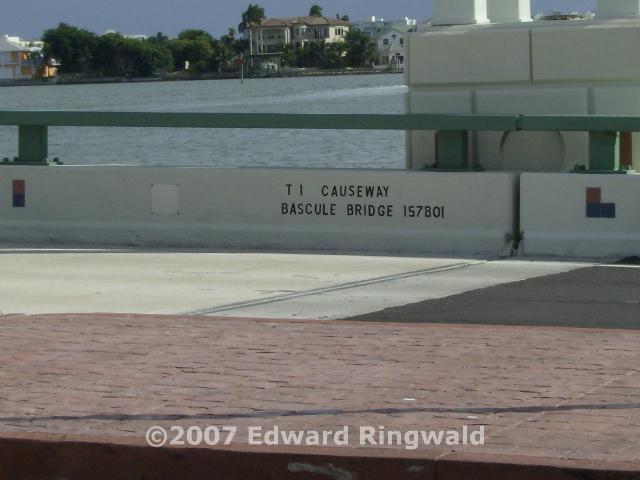 T I CAUSEWAY
BASCULE BRIDGE 157801
©2007 Edward Ringwald